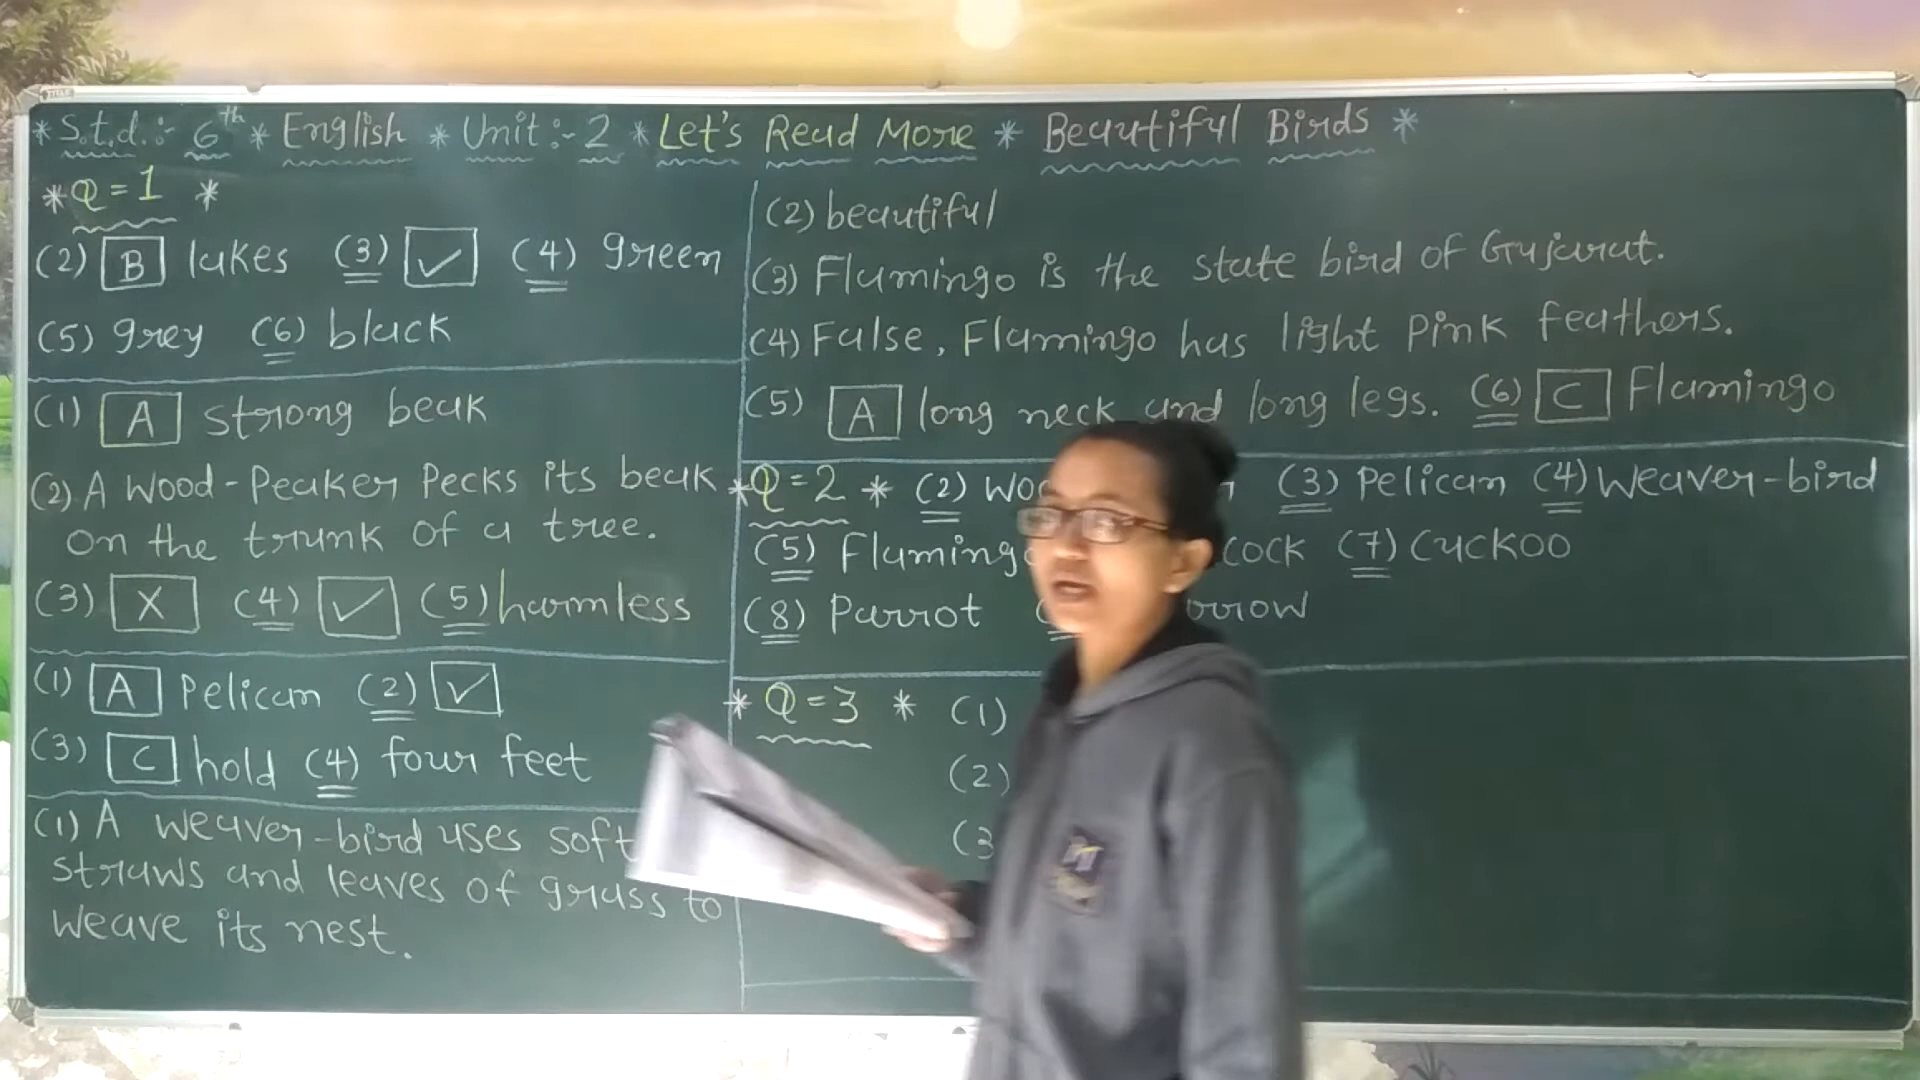 * S.t.d.:- 6th * English * Unit:- 2 * Let's Read More * Beautiful Birds *
* Q=1 *
(2) B lakes (3) ✓ (4) green
(5) grey (6) black
(1) A strong beak
(2) A Wood-Peaker Pecks its beak
on the trunk of a tree.
(3) X (4) ✓ (5) harmless
(1) A Pelican (2) ✓
(3) C hold (4) four feet
(1) A weaver-bird uses soft
straws and leaves of grass to
weave its nest.
(2) beautiful
(3) Flamingo is the state bird of Gujarat.
(4) False, Flamingo has light Pink feathers.
(5) A long neck and long legs. (6) C Flamingo
* Q=2 * (2) (3) Pelican (4) Weaver-bird
(5) Flamingo (7) Cuckoo
(8) Parrot
* Q=3 * (1)
(2)
(3